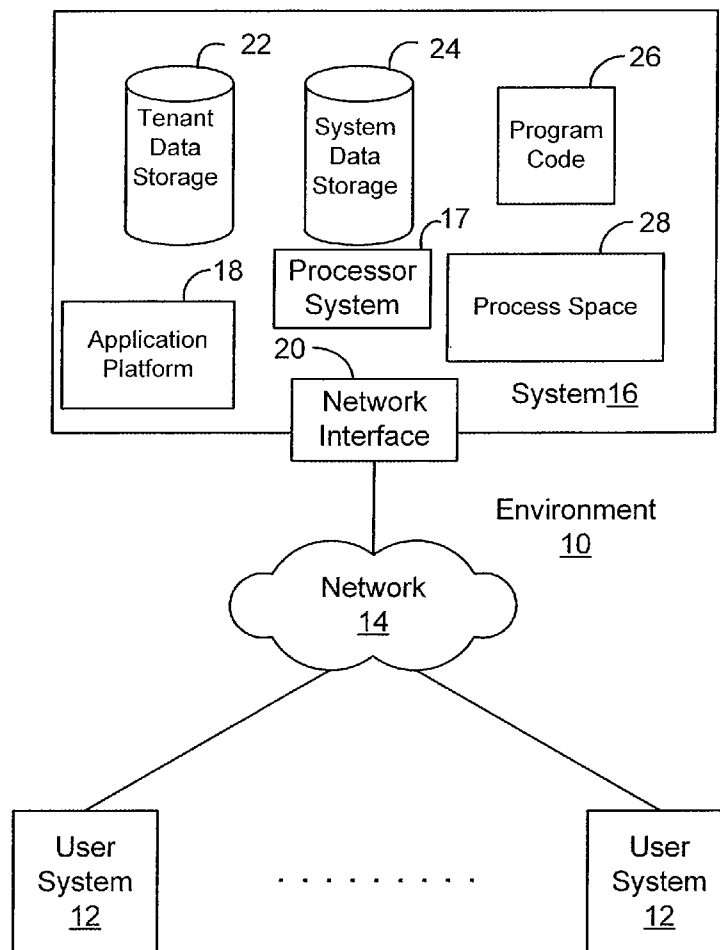 22
24
26
Tenant
Data
Storage
System
Data
Storage
Program
Code
17
28
18
Processor
System
Process Space
Application
Platform
20
System16
Network
Interface
Environment
10
Network
14
User
System
12
. . . . . . . . .
User
System
12